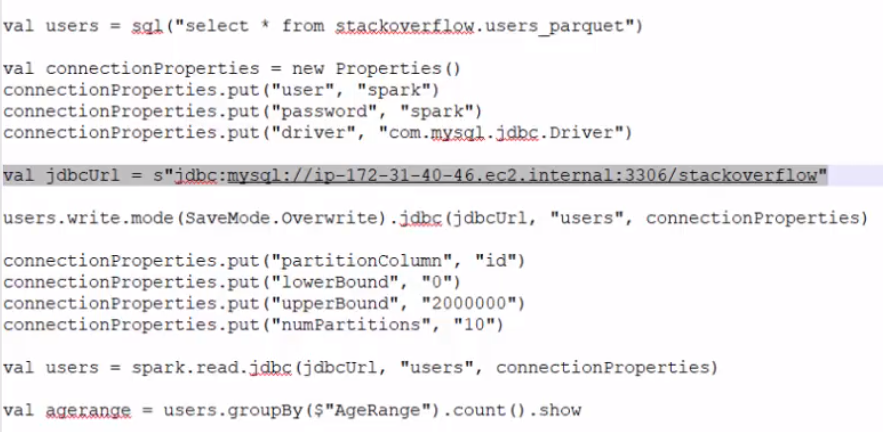 val users = sql("select * from stackoverflow.users_parquet")
val connectionProperties = new Properties()
connectionProperties.put("user", "spark")
connectionProperties.put("password", "spark")
connectionProperties.put("driver", "com.mysql.jdbc.Driver")
val jdbcUrl = s"jdbc:mysql://ip-172-31-40-46.ec2.internal:3306/stackoverflow"
users.write.mode(SaveMode.Overwrite).jdbc(jdbcUrl, "users", connectionProperties)
connectionProperties.put("partitionColumn", "id")
connectionProperties.put("lowerBound", "0")
connectionProperties.put("upperBound", "2000000")
connectionProperties.put("numPartitions", "10")
val users = spark.read.jdbc(jdbcUrl, "users", connectionProperties)
val agerange = users.groupBy($"AgeRange").count().show